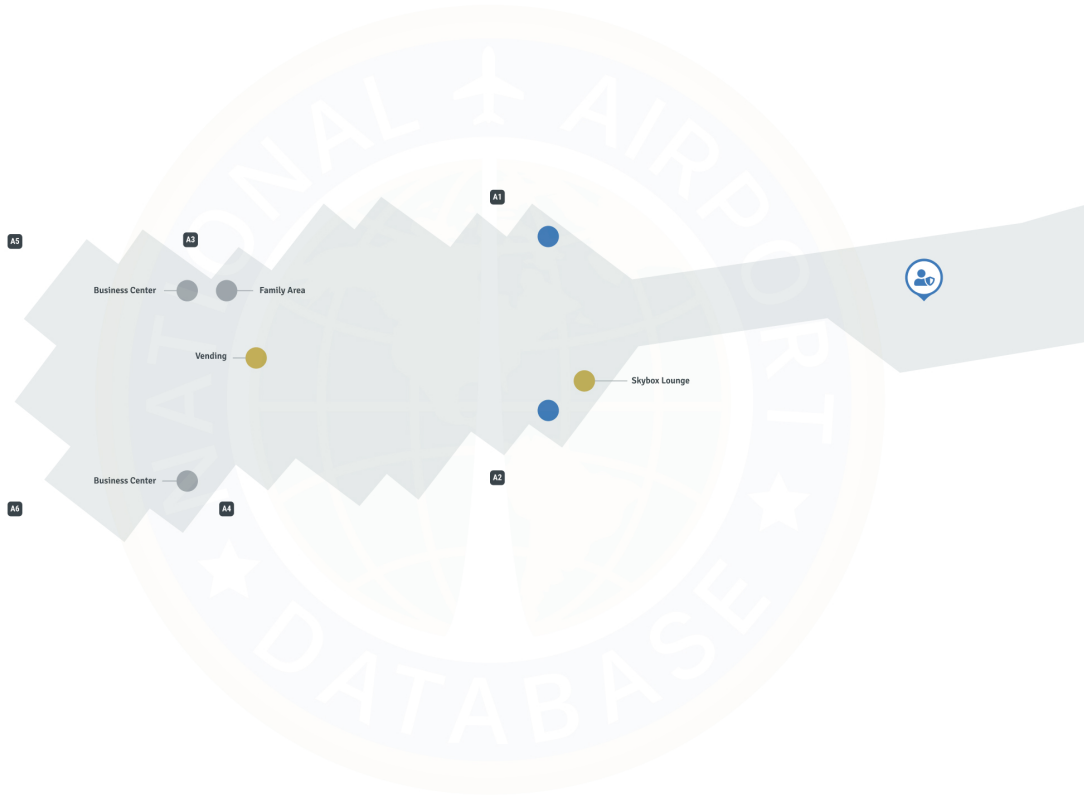 NATIONAL AIRPORT
A1
A5
A3
Business Center
Family Area
Vending
Skybox Lounge
A2
Business Center
A6
A4
DATABASE